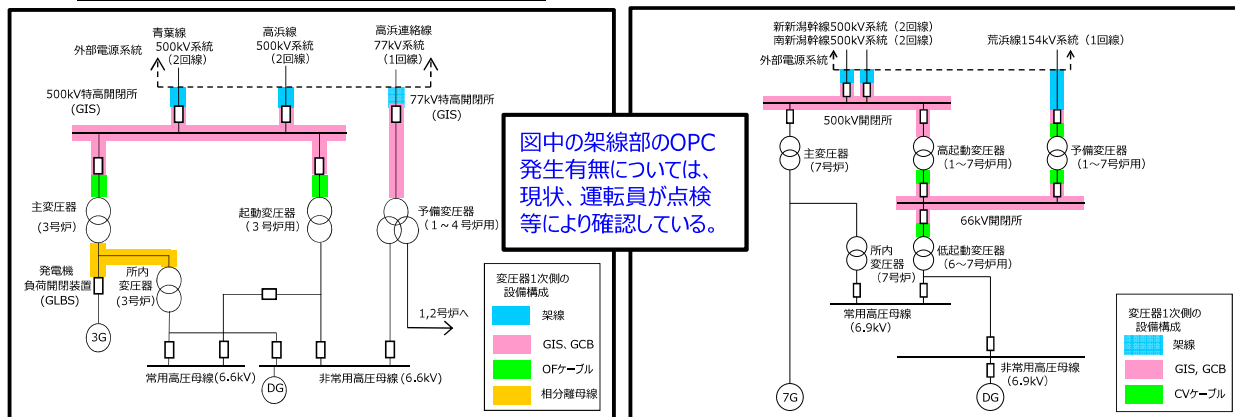 青葉線
500kV系統
(2回線)
高浜線
500kV系統
(2回線)
高浜連絡線
77kV系統
(1回線)
外部電源系統
500kV特高開閉所
(GIS)
77kV特高開閉所
(GIS)
主変圧器
(3号炉)
起動変圧器
(3号炉用)
予備変圧器
(1~4号炉用)
発電機
負荷開閉装置
(GLBS)
所内
変圧器
(3号炉)
1,2号炉へ
3G
DG
常用高圧母線(6.6kV)
非常用高圧母線(6.6kV)
変圧器1次側の
設備構成
架線
GIS、GCB
OFケーブル
相分離母線
図中の架線部のOPC
発生有無については、
現状、運転員が点検
等により確認している。
新新潟幹線500kV系統(2回線)
南新潟幹線500kV系統(2回線)
荒浜線154kV系統(1回線)
外部電源系統
500kV開閉所
主変圧器
(7号炉)
高起動変圧器
(1~7号炉用)
予備変圧器
(1~7号炉用)
66kV開閉所
所内
変圧器
(7号炉)
低起動変圧器
(6~7号炉用)
常用高圧母線
(6.9kV)
非常用高圧母線
(6.9kV)
7G
DG
変圧器1次側の
設備構成
架線
GIS, GCB
CVケーブル